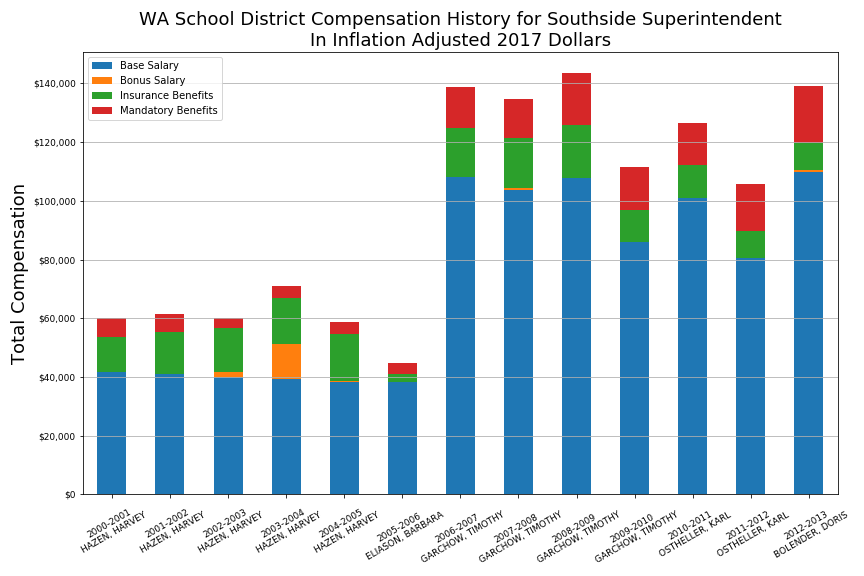 WA School District Compensation History for Southside Superintendent
In Inflation Adjusted 2017 Dollars
Base Salary
Bonus Salary
Insurance Benefits
Mandatory Benefits
Total Compensation
$140,000
$120,000
$100,000
$80,000
$60,000
$40,000
$20,000
$0
2000-2001
HAZEN, HARVEY
2001-2002
HAZEN, HARVEY
2002-2003
HAZEN, HARVEY
2003-2004
HAZEN, HARVEY
2004-2005
HAZEN, HARVEY
2005-2006
ELIASON, BARBARA
2006-2007
GARCHOW, TIMOTHY
2007-2008
GARCHOW, TIMOTHY
2008-2009
GARCHOW, TIMOTHY
2009-2010
GARCHOW, TIMOTHY
2010-2011
OSTHELLER, KARL
2011-2012
OSTHELLER, KARL
2012-2013
BOLENDER, DORIS